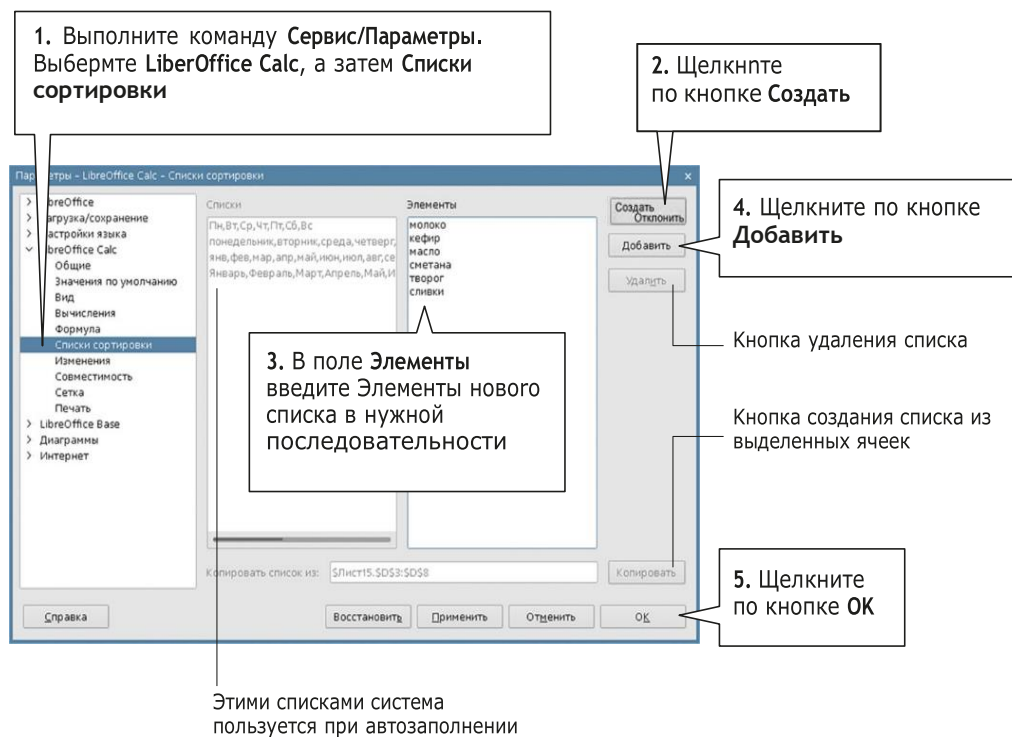 1. Выполните команду Сервис/Параметры.
Выбермте LiberOffice Calc, а затем Списки
сортировки
2. Щелкнпте
по кнопке Создать
Параметры – LibreOffice Calc – Списки сортировки
LibreOffice
Загрузка/сохранение
Настройки языка
LibreOffice Calc
Общие
Значения по умолчанию
Вид
Вычисления
Формула
Списки сортировки
Изменения
Совместимость
Сетка
Печать
LibreOffice Base
Диаграммы
Интернет
Списки
Пн,Вт,Ср,Чт,Пт,Сб,Вс
понедельник,вторник,среда,четверг,
янв,фев,мар,апр,май,июн,июл,авг,се
Январь,Февраль,Март,Апрель,Май,И
Элементы
молоко
кефир
масло
сметана
творог
сливки
Создать
Отклонить
Добавить
Удалить
4. Щелкните по кнопке
Добавить
3. В поле Элементы
введите Элементы нового
списка в нужной
последовательности
Кнопка удаления списка
Кнопка создания списка из
выделенных ячеек
Копировать список из:
$Лист15.$D$3:$D$8
Копировать
5. Щелкните
по кнопке OK
Справка
Восстановить
Применить
Отменить
OK
Этими списками система
пользуется при автозаполнении